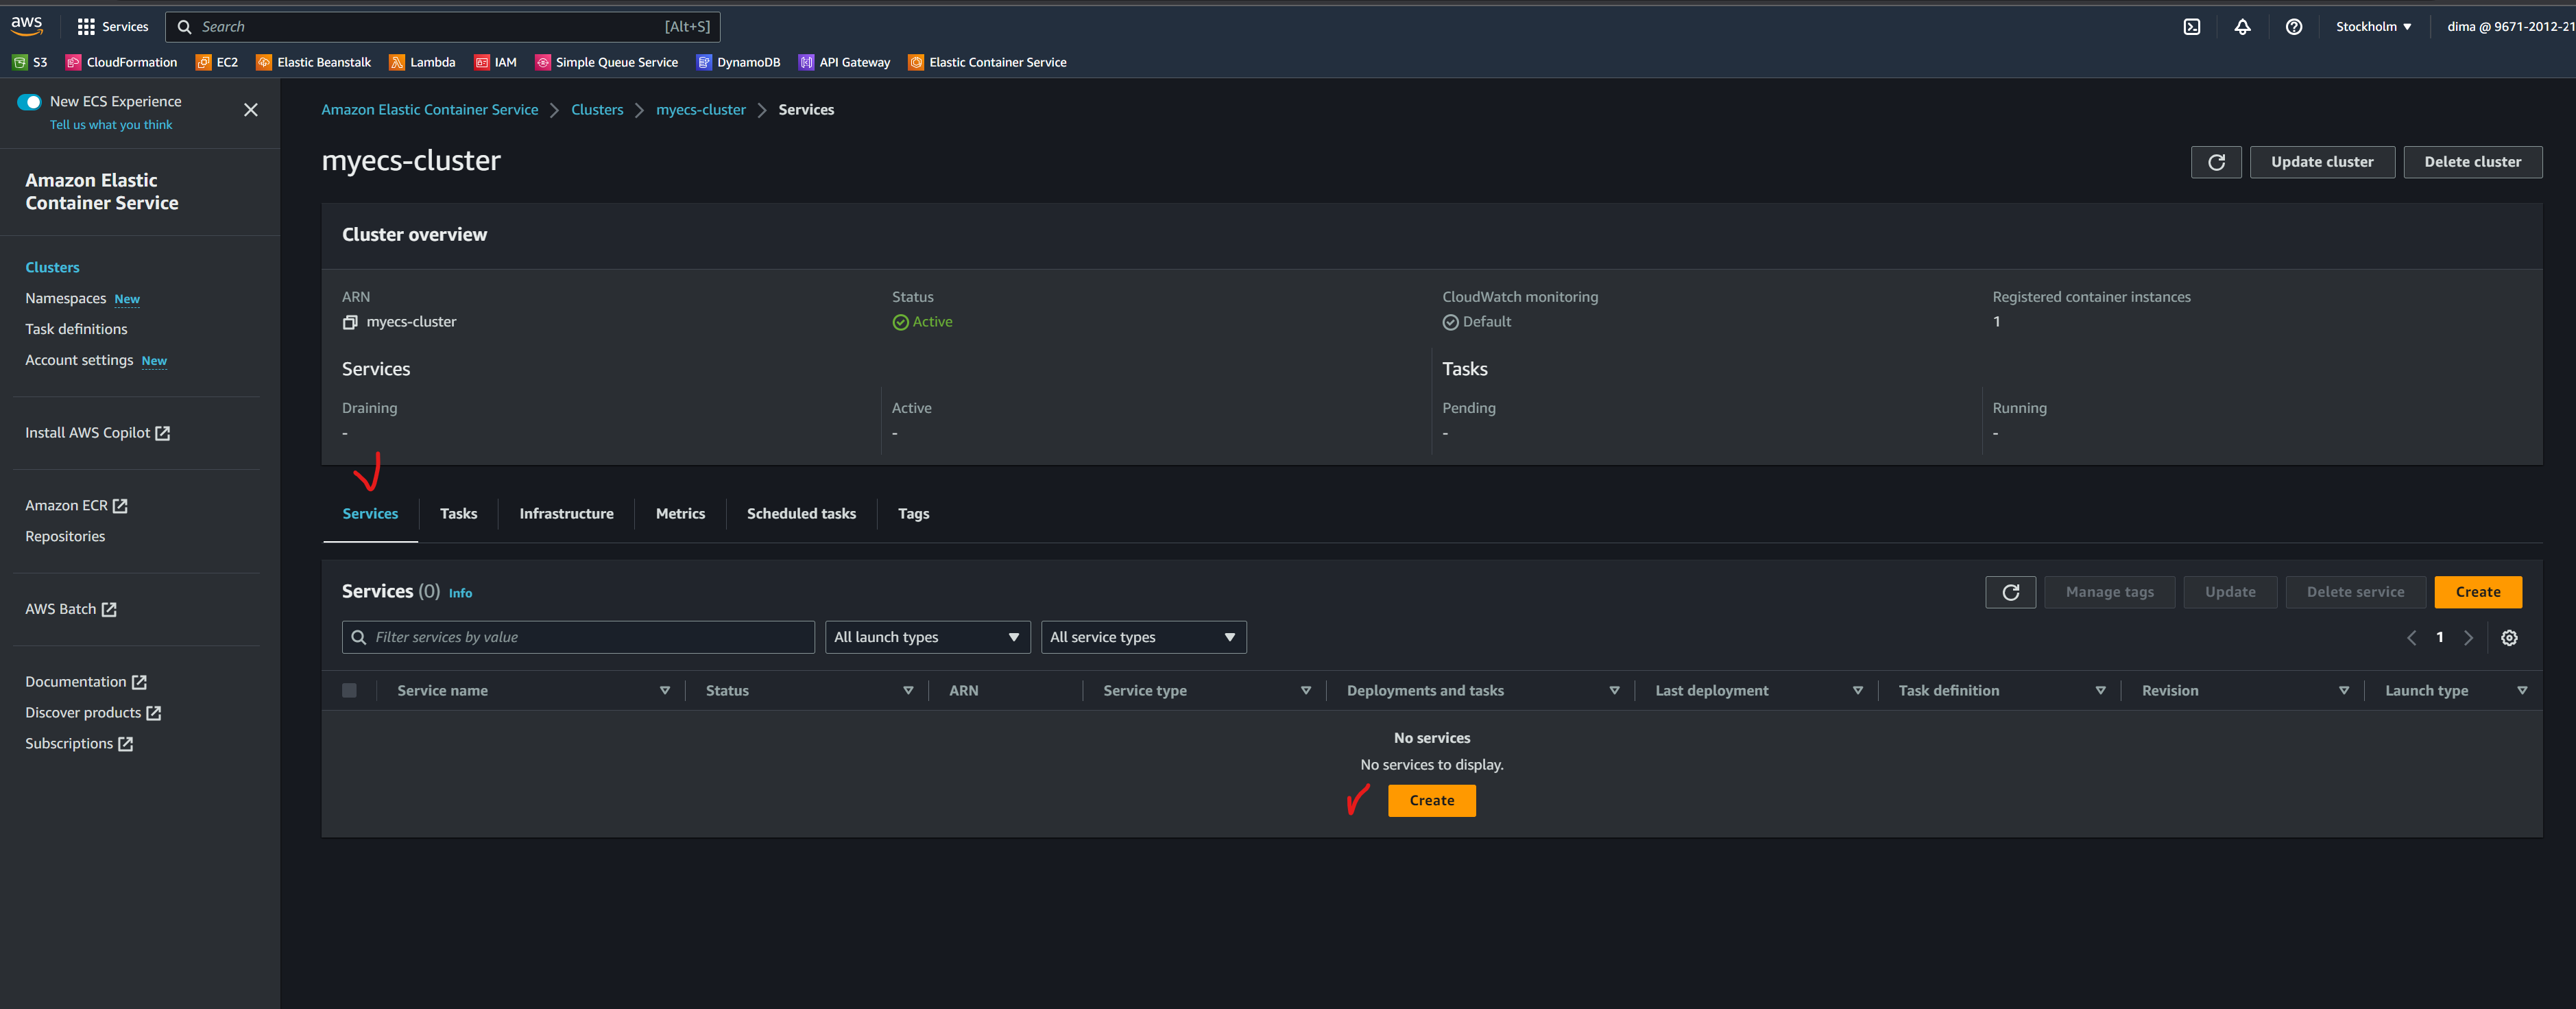 aws Services Search [Alt+S] Stockholm ▼ dima @ 9671-2012-21
S3 CloudFormation EC2 Elastic Beanstalk Lambda IAM Simple Queue Service DynamoDB API Gateway Elastic Container Service
New ECS Experience
Tell us what you think
Amazon Elastic
Container Service
Clusters
Namespaces New
Task definitions
Account settings New
Install AWS Copilot
Amazon ECR
Repositories
AWS Batch
Documentation
Discover products
Subscriptions
Amazon Elastic Container Service > Clusters > myecs-cluster > Services
myecs-cluster
Update cluster Delete cluster
Cluster overview
ARN Status CloudWatch monitoring Registered container instances
myecs-cluster Active Default 1
Services Tasks
Draining Active Pending Running
- - - -
Services Tasks Infrastructure Metrics Scheduled tasks Tags
Services (0) Info Manage tags Update Delete service Create
Filter services by value All launch types All service types 1
Service name Status ARN Service type Deployments and tasks Last deployment Task definition Revision Launch type
No services
No services to display.
Create